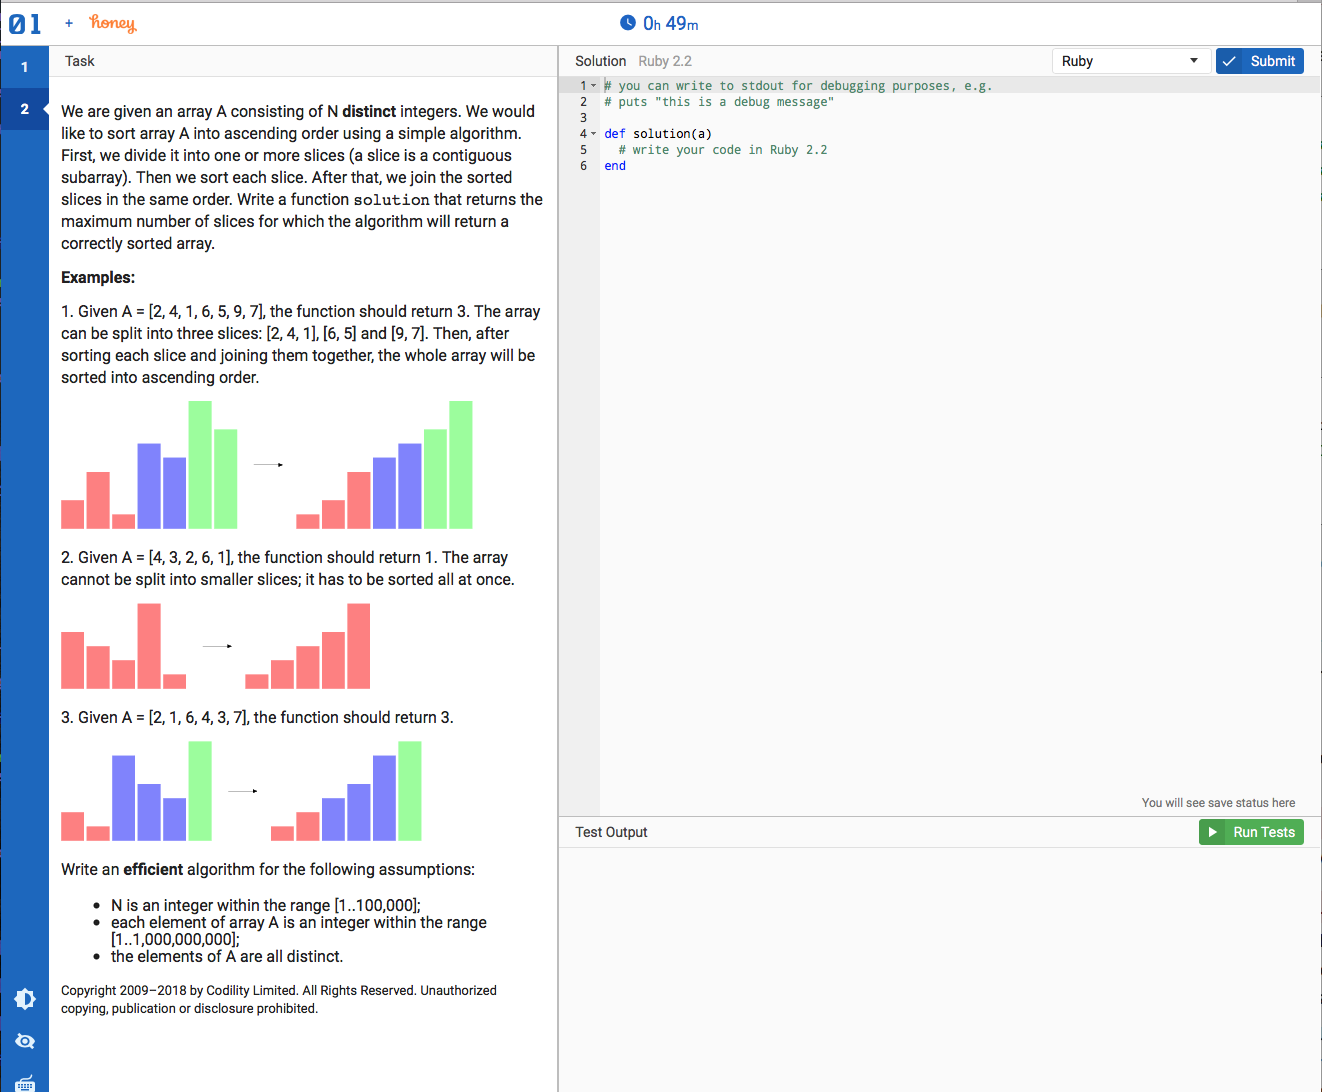 01 + honey 0h 49m
1
2
Task
We are given an array A consisting of N distinct integers. We would
like to sort array A into ascending order using a simple algorithm.
First, we divide it into one or more slices (a slice is a contiguous
subarray). Then we sort each slice. After that, we join the sorted
slices in the same order. Write a function solution that returns the
maximum number of slices for which the algorithm will return a
correctly sorted array.
Examples:
1. Given A = [2, 4, 1, 6, 5, 9, 7], the function should return 3. The array
can be split into three slices: [2, 4, 1], [6, 5] and [9, 7]. Then, after
sorting each slice and joining them together, the whole array will be
sorted into ascending order.
2. Given A = [4, 3, 2, 6, 1], the function should return 1. The array
cannot be split into smaller slices; it has to be sorted all at once.
3. Given A = [2, 1, 6, 4, 3, 7], the function should return 3.
Write an efficient algorithm for the following assumptions:
• N is an integer within the range [1..100,000];
• each element of array A is an integer within the range
[1..1,000,000,000];
• the elements of A are all distinct.
Copyright 2009–2018 by Codility Limited. All Rights Reserved. Unauthorized
copying, publication or disclosure prohibited.
Solution Ruby 2.2 Ruby Submit
1 # you can write to stdout for debugging purposes, e.g.
2 # puts "this is a debug message"
3
4 def solution(a)
5 # write your code in Ruby 2.2
6 end
You will see save status here
Test Output Run Tests